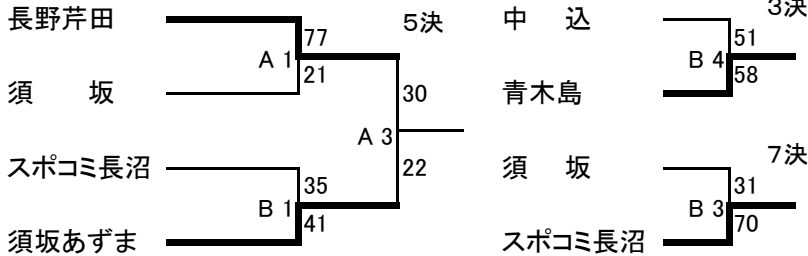 長野芹田
77
A 1
21
須 坂
5決
30
A 3
22
スポコミ長沼
35
B 1
41
須坂あずま
3決
中 込
51
B 4
58
青木島
7決
須 坂
31
B 3
70
スポコミ長沼